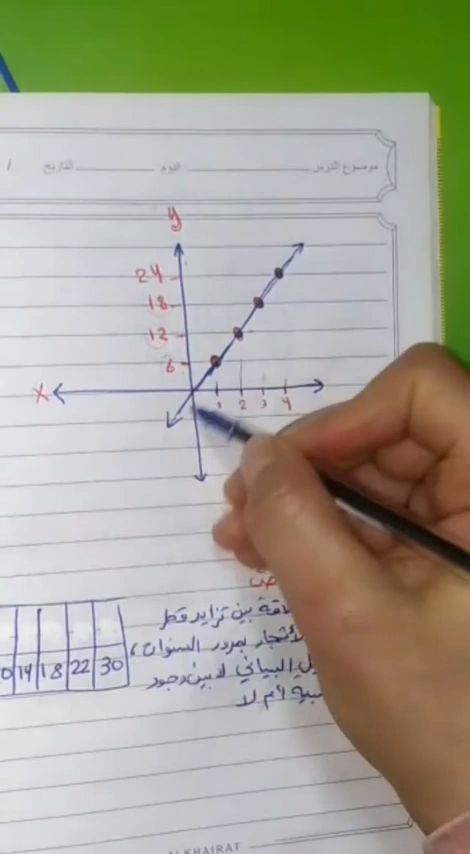 موضوع الدرس اليوم التاريخ /
y
24
18
12
6
X
1 2 3 4
بين تزايد قطر
الأشجار بمرور السنوات،
البياني لا بين وجود
أم لا
14 18 22 30
ALKHAIRAT